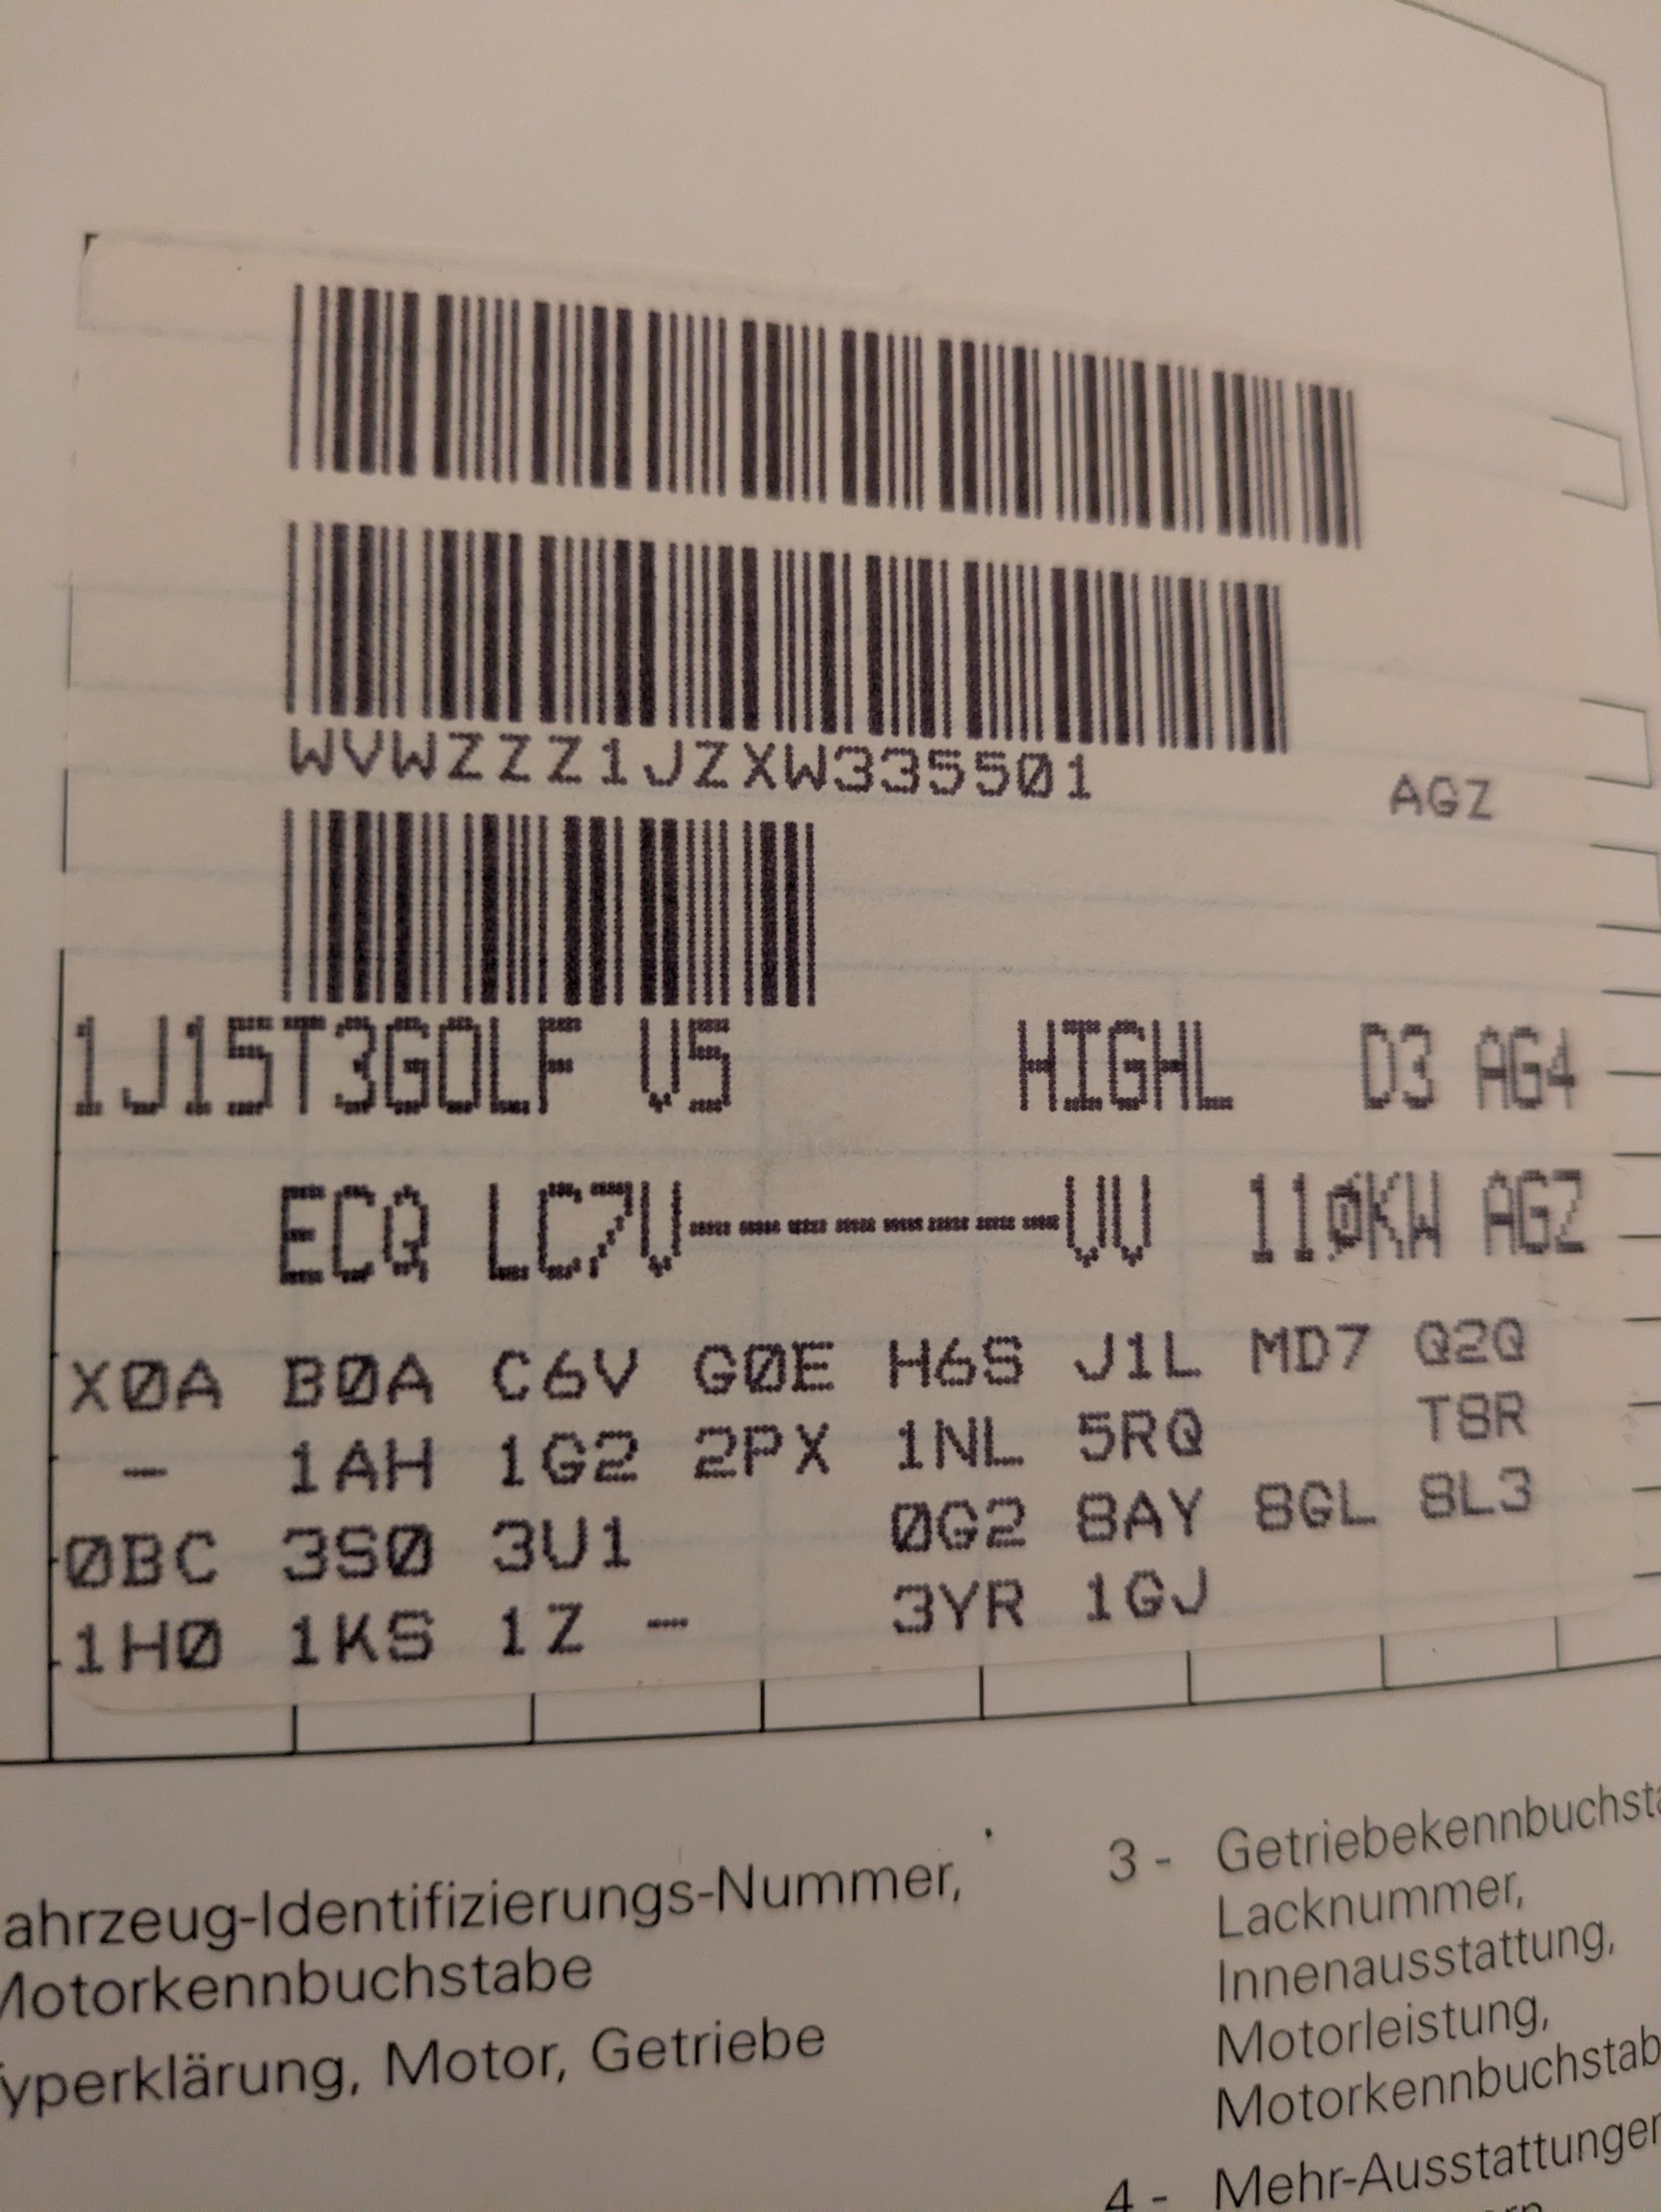 WVWZZZ1JZXW335501 AGZ
1J15T3GOLF V5 HIGHL D3 AG4
ECQ LC7V--------VV 110KW AGZ
X0A B0A C6V G0E H6S J1L MD7 Q2Q
- 1AH 1G2 2PX 1NL 5RQ T8R
0BC 3S0 3U1 0G2 8AY 8GL 8L3
1H0 1KS 1Z - 3YR 1GJ
ahrzeug-Identifizierungs-Nummer,
Motorkennbuchstabe
yperklärung, Motor, Getriebe
3 - Getriebekennbuchsta
Lacknummer,
Innenausstattung,
Motorleistung,
Motorkennbuchstab
4 - Mehr-Ausstattungen